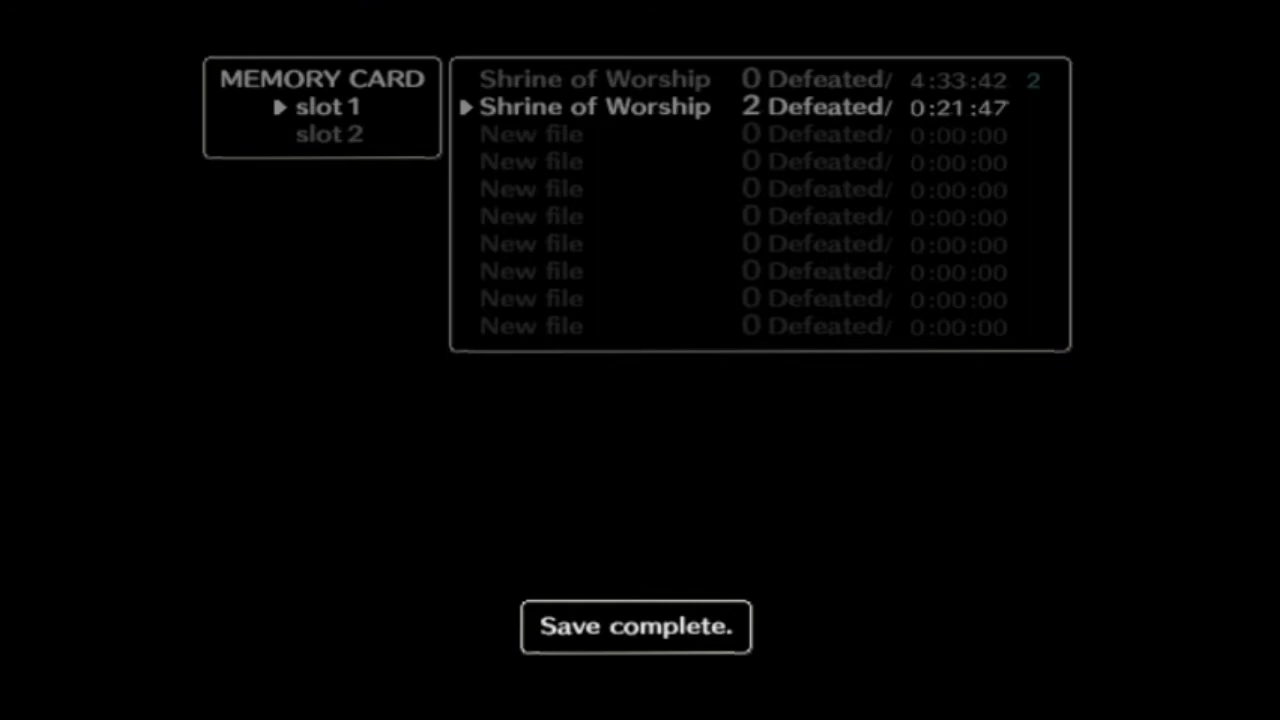 MEMORY CARD
slot 1
slot 2
Shrine of Worship 0 Defeated/ 4:33:42 2
Shrine of Worship 2 Defeated/ 0:21:47
New file 0 Defeated/ 0:00:00
New file 0 Defeated/ 0:00:00
New file 0 Defeated/ 0:00:00
New file 0 Defeated/ 0:00:00
New file 0 Defeated/ 0:00:00
New file 0 Defeated/ 0:00:00
New file 0 Defeated/ 0:00:00
New file 0 Defeated/ 0:00:00
Save complete.